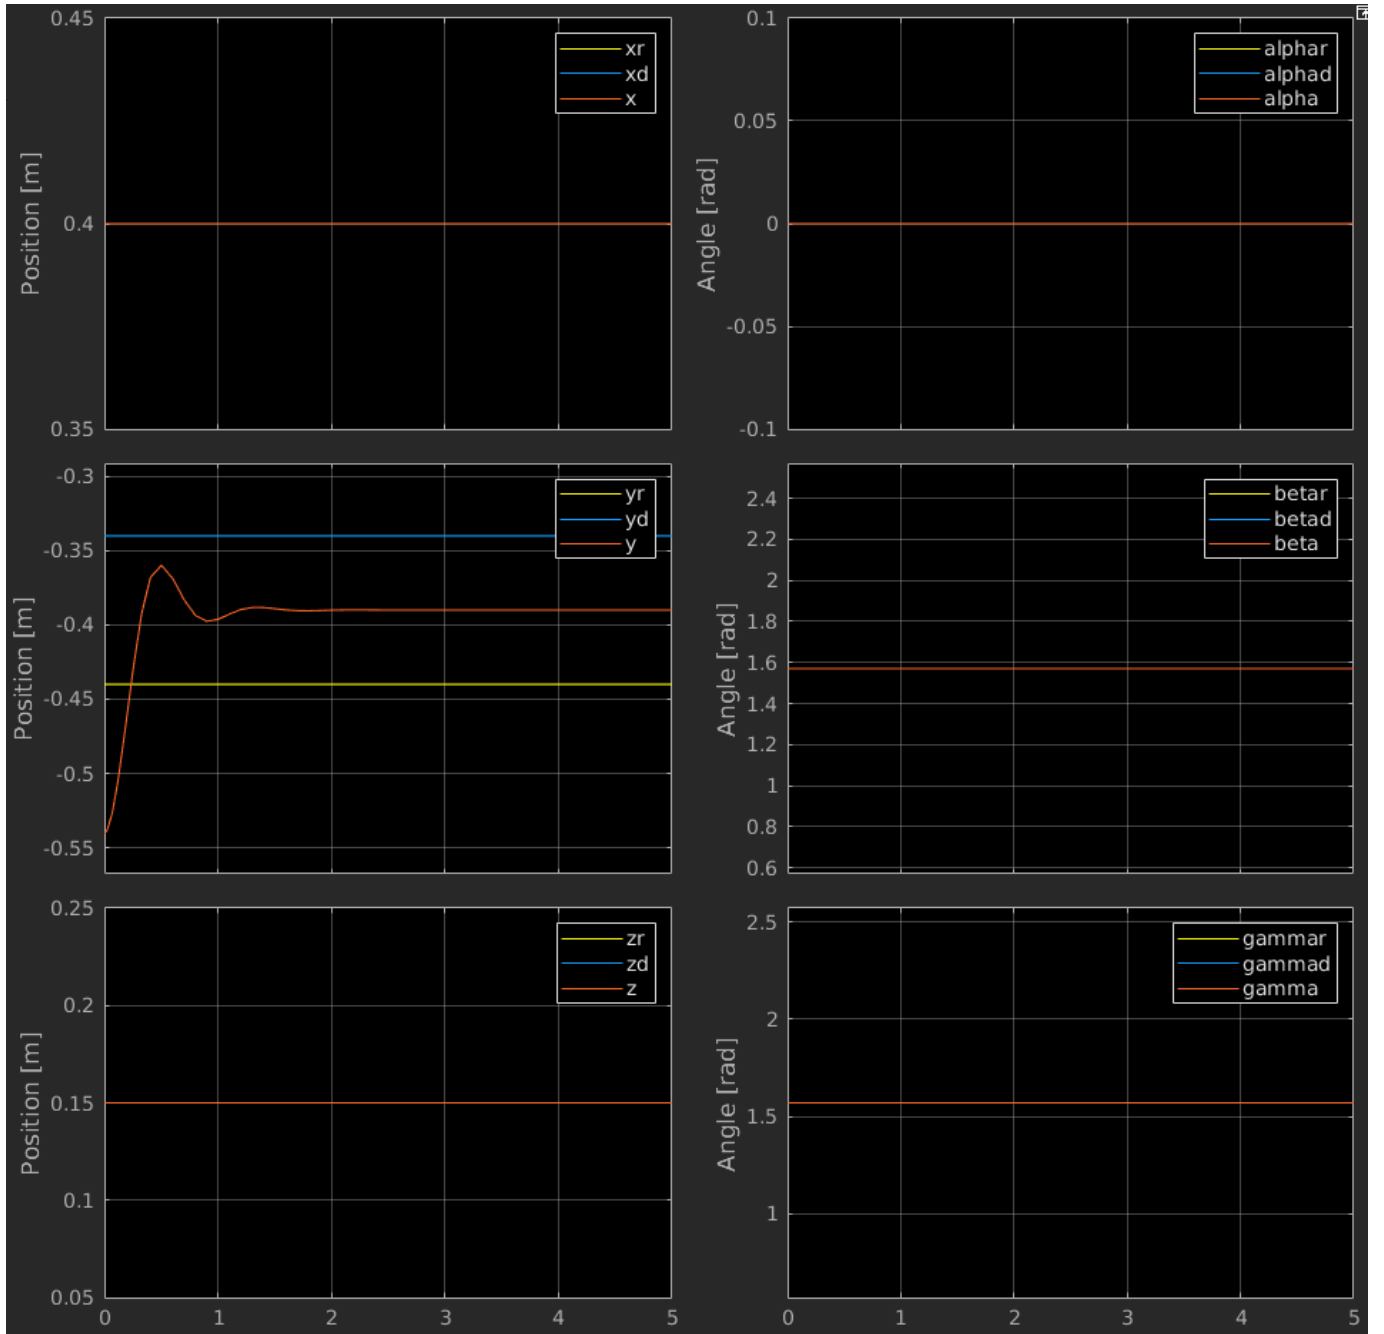 0.45
0.4
0.35
Position [m]
xr
xd
x
0.1
0.05
0
-0.05
-0.1
Angle [rad]
alphar
alphad
alpha
-0.3
-0.35
-0.4
-0.45
-0.5
-0.55
Position [m]
yr
yd
y
2.4
2.2
2
1.8
1.6
1.4
1.2
1
0.8
0.6
Angle [rad]
betar
betad
beta
0.25
0.2
0.15
0.1
0.05
Position [m]
zr
zd
z
0 1 2 3 4 5
2.5
2
1.5
1
Angle [rad]
gammar
gammad
gamma
0 1 2 3 4 5